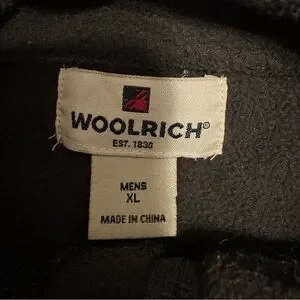 WOOLRICH®
EST. 1830
MENS
XL
MADE IN CHINA